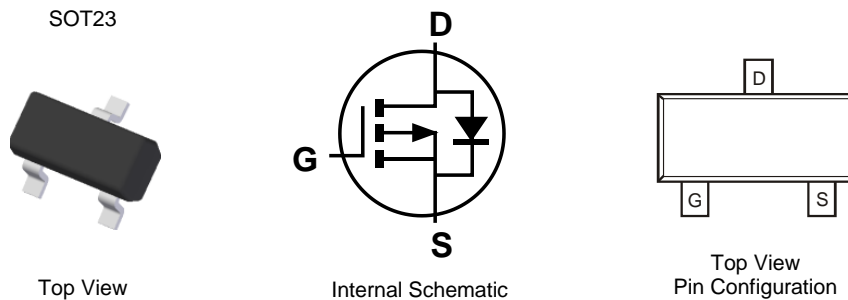 SOT23
Top View
D
G
S
Internal Schematic
D
G
S
Top View
Pin Configuration